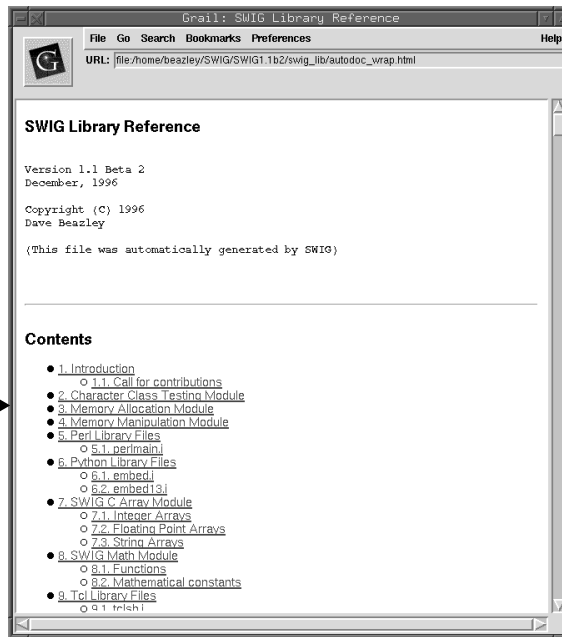 Grail: SWIG Library Reference
File Go Search Bookmarks Preferences Help
G
URL: file:/home/beazley/SWIG/SWIG1.1b2/swig_lib/autodoc_wrap.html
SWIG Library Reference
Version 1.1 Beta 2
December, 1996
Copyright (C) 1996
Dave Beazley
(This file was automatically generated by SWIG)
Contents
1. Introduction
1.1. Call for contributions
2. Character Class Testing Module
3. Memory Allocation Module
4. Memory Manipulation Module
5. Perl Library Files
5.1. perlmain.i
6. Python Library Files
6.1. embed.i
6.2. embed13.i
7. SWIG C Array Module
7.1. Integer Arrays
7.2. Floating Point Arrays
7.3. String Arrays
8. SWIG Math Module
8.1. Functions
8.2. Mathematical constants
9. Tcl Library Files
9.1. tclsh.i